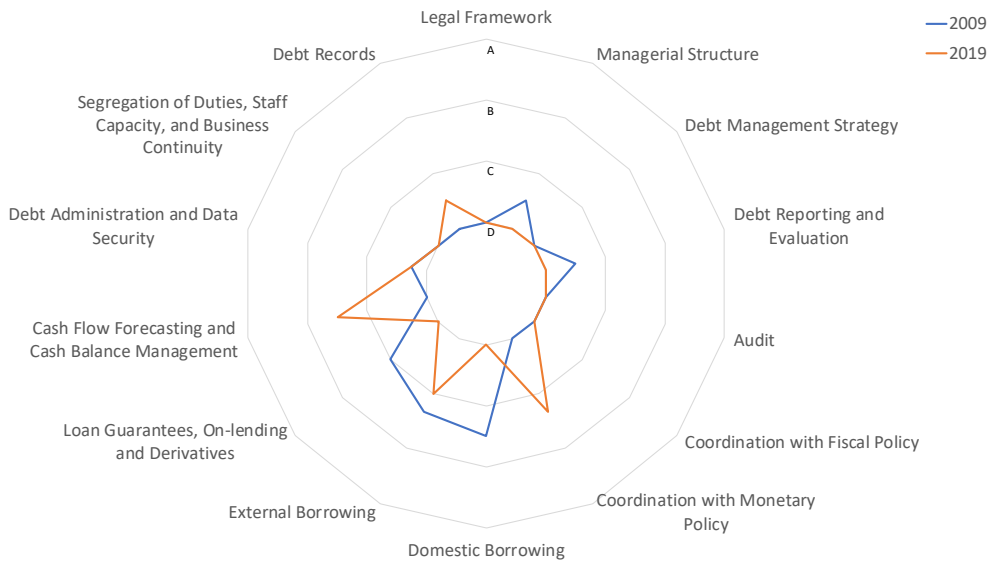 Legal Framework
2009
2019
A
Debt Records
Managerial Structure
Segregation of Duties, Staff
Capacity, and Business
Continuity
B
Debt Management Strategy
C
Debt Administration and Data
Security
D
Debt Reporting and
Evaluation
Cash Flow Forecasting and
Cash Balance Management
Audit
Loan Guarantees, On-lending
and Derivatives
Coordination with Fiscal Policy
External Borrowing
Coordination with Monetary
Policy
Domestic Borrowing